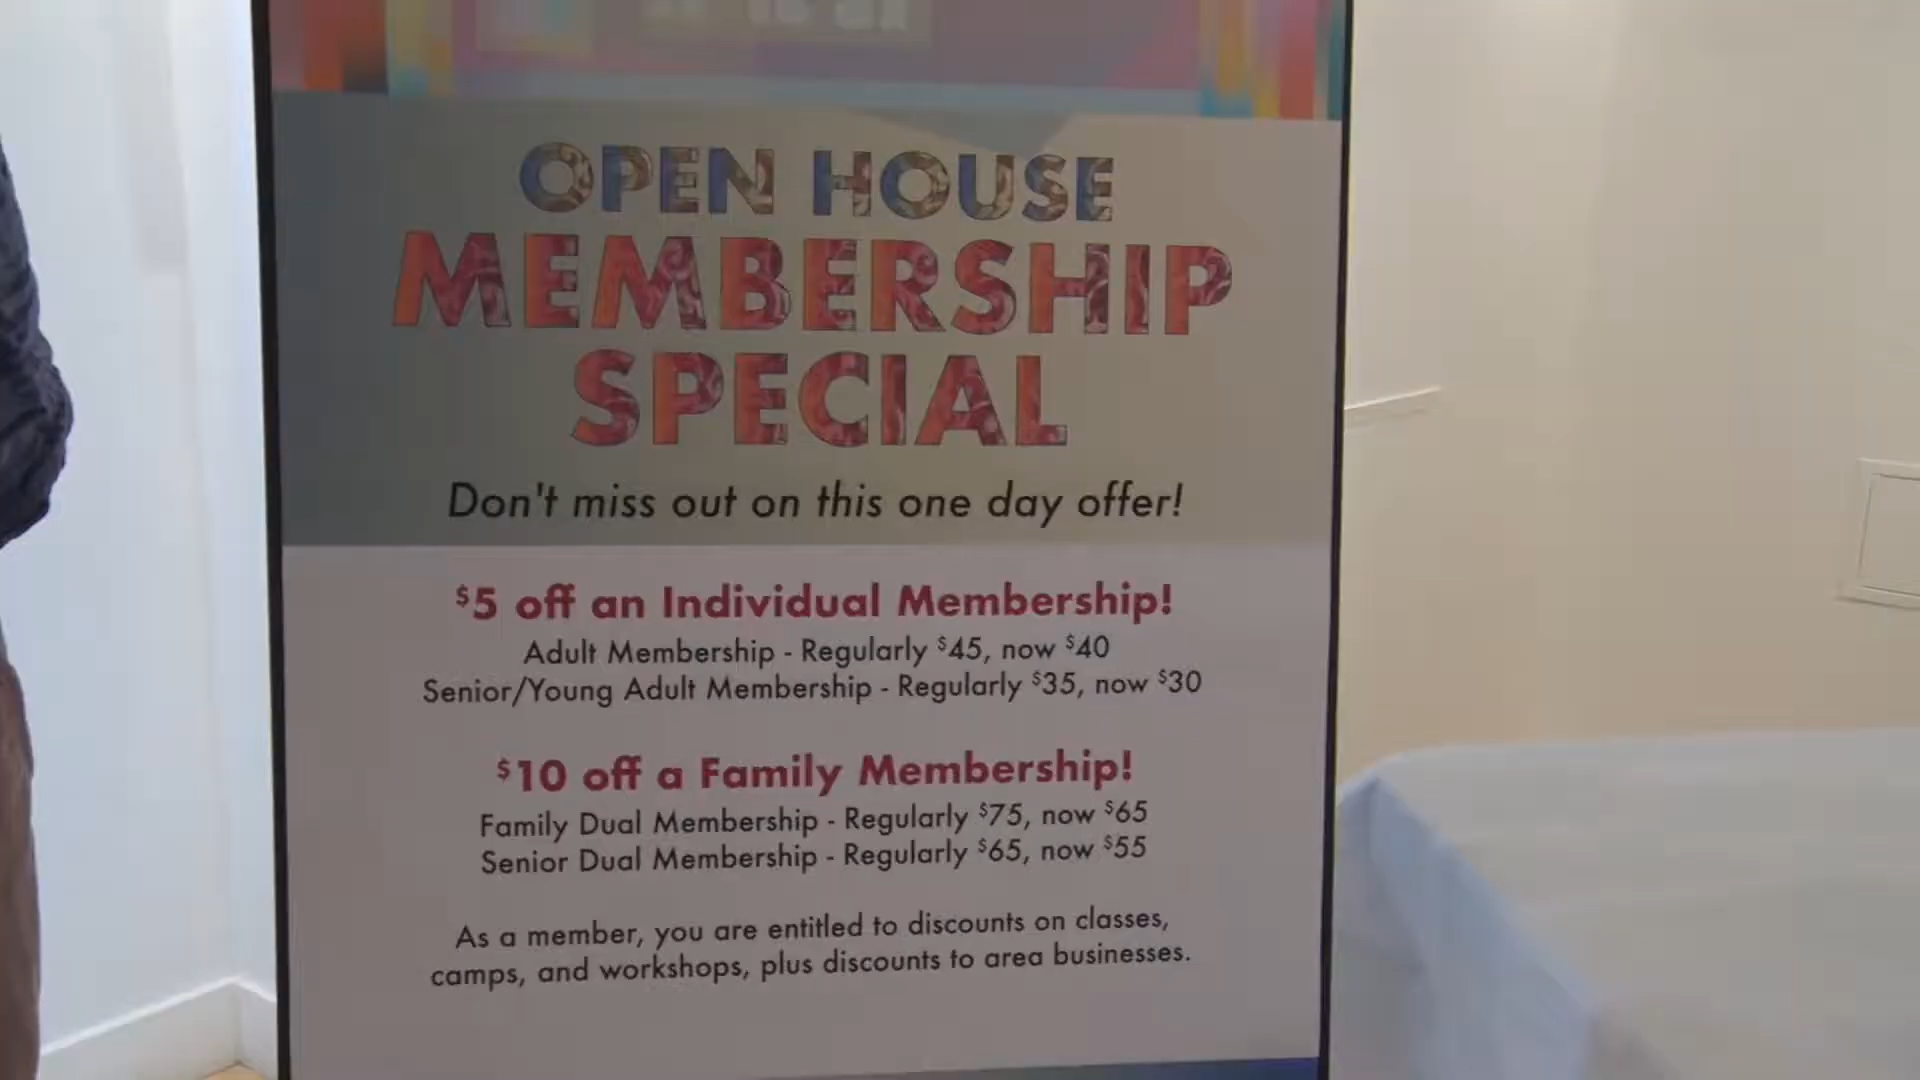 OPEN HOUSE
MEMBERSHIP
SPECIAL
Don't miss out on this one day offer!
$5 off an Individual Membership!
Adult Membership - Regularly $45, now $40
Senior/Young Adult Membership - Regularly $35, now $30
$10 off a Family Membership!
Family Dual Membership - Regularly $75, now $65
Senior Dual Membership - Regularly $65, now $55
As a member, you are entitled to discounts on classes,
camps, and workshops, plus discounts to area businesses.